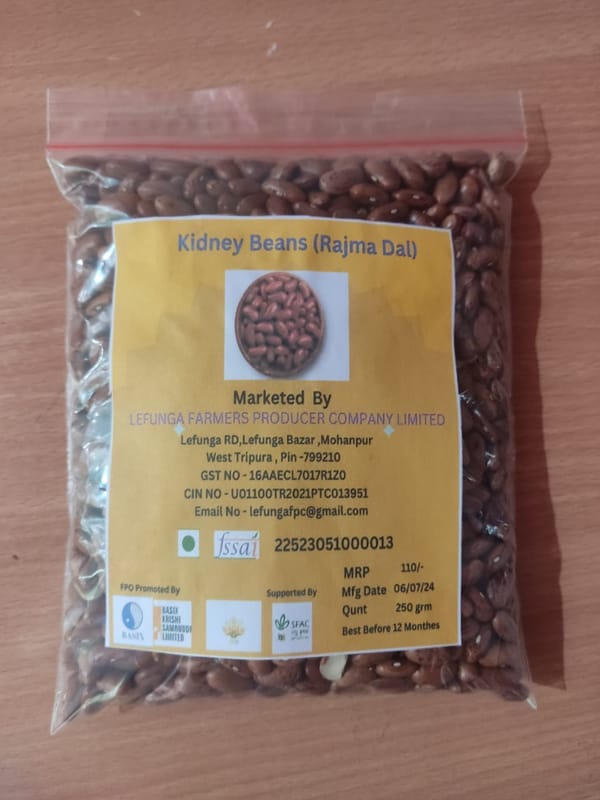 Kidney Beans (Rajma Dal)
Marketed By
LEFUNGA FARMERS PRODUCER COMPANY LIMITED
Lefunga RD,Lefunga Bazar ,Mohanpur
West Tripura , Pin -799210
GST NO - 16AAECL7017R1Z0
CIN NO - U01100TR2021PTC013951
Email No - lefungafpc@gmail.com
fssai 22523051000013
MRP 110/-
Mfg Date 06/07/24
Qunt 250 grm
Best Before 12 Monthes
FPO Promoted By
BASIX
BASIX
KRISHI
SAMRUDDHI
LIMITED
Supported By
SFAC